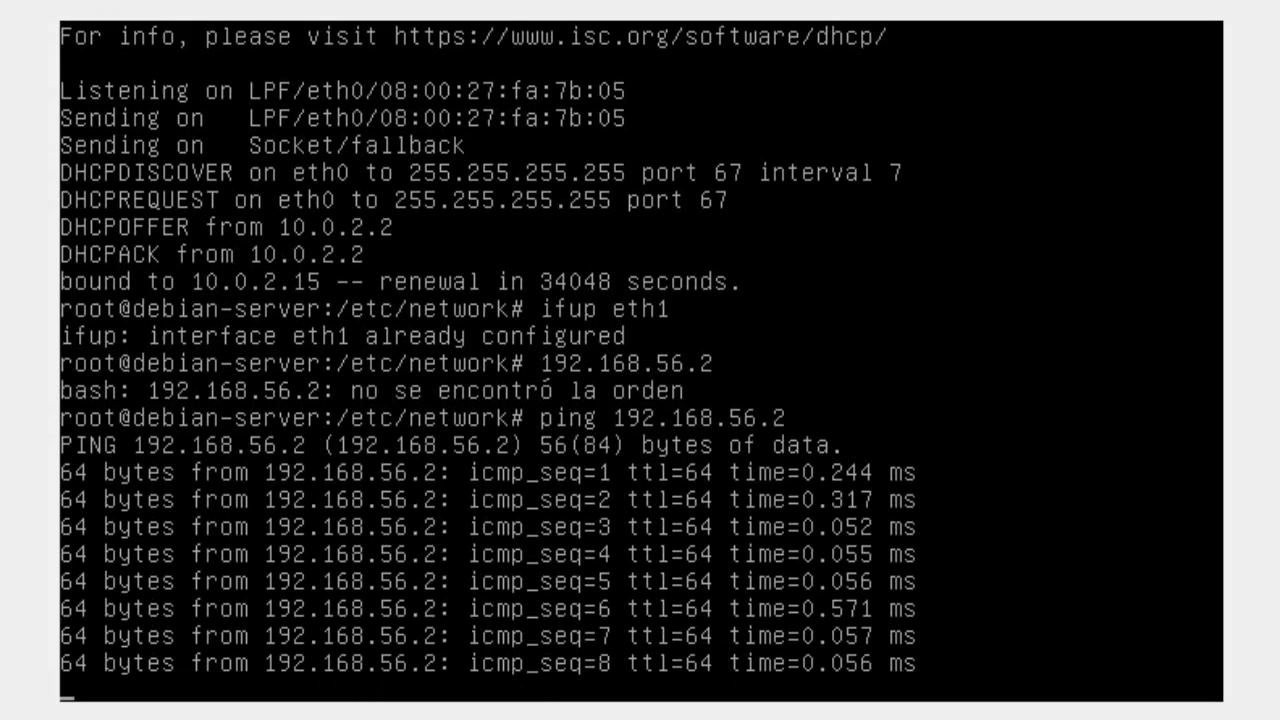 For info, please visit https://www.isc.org/software/dhcp/
Listening on LPF/eth0/08:00:27:fa:7b:05
Sending on   LPF/eth0/08:00:27:fa:7b:05
Sending on   Socket/fallback
DHCPDISCOVER on eth0 to 255.255.255.255 port 67 interval 7
DHCPREQUEST on eth0 to 255.255.255.255 port 67
DHCPOFFER from 10.0.2.2
DHCPACK from 10.0.2.2
bound to 10.0.2.15 -- renewal in 34048 seconds.
root@debian-server:/etc/network# ifup eth1
ifup: interface eth1 already configured
root@debian-server:/etc/network# 192.168.56.2
bash: 192.168.56.2: no se encontró la orden
root@debian-server:/etc/network# ping 192.168.56.2
PING 192.168.56.2 (192.168.56.2) 56(84) bytes of data.
64 bytes from 192.168.56.2: icmp_seq=1 ttl=64 time=0.244 ms
64 bytes from 192.168.56.2: icmp_seq=2 ttl=64 time=0.317 ms
64 bytes from 192.168.56.2: icmp_seq=3 ttl=64 time=0.052 ms
64 bytes from 192.168.56.2: icmp_seq=4 ttl=64 time=0.055 ms
64 bytes from 192.168.56.2: icmp_seq=5 ttl=64 time=0.056 ms
64 bytes from 192.168.56.2: icmp_seq=6 ttl=64 time=0.571 ms
64 bytes from 192.168.56.2: icmp_seq=7 ttl=64 time=0.057 ms
64 bytes from 192.168.56.2: icmp_seq=8 ttl=64 time=0.056 ms